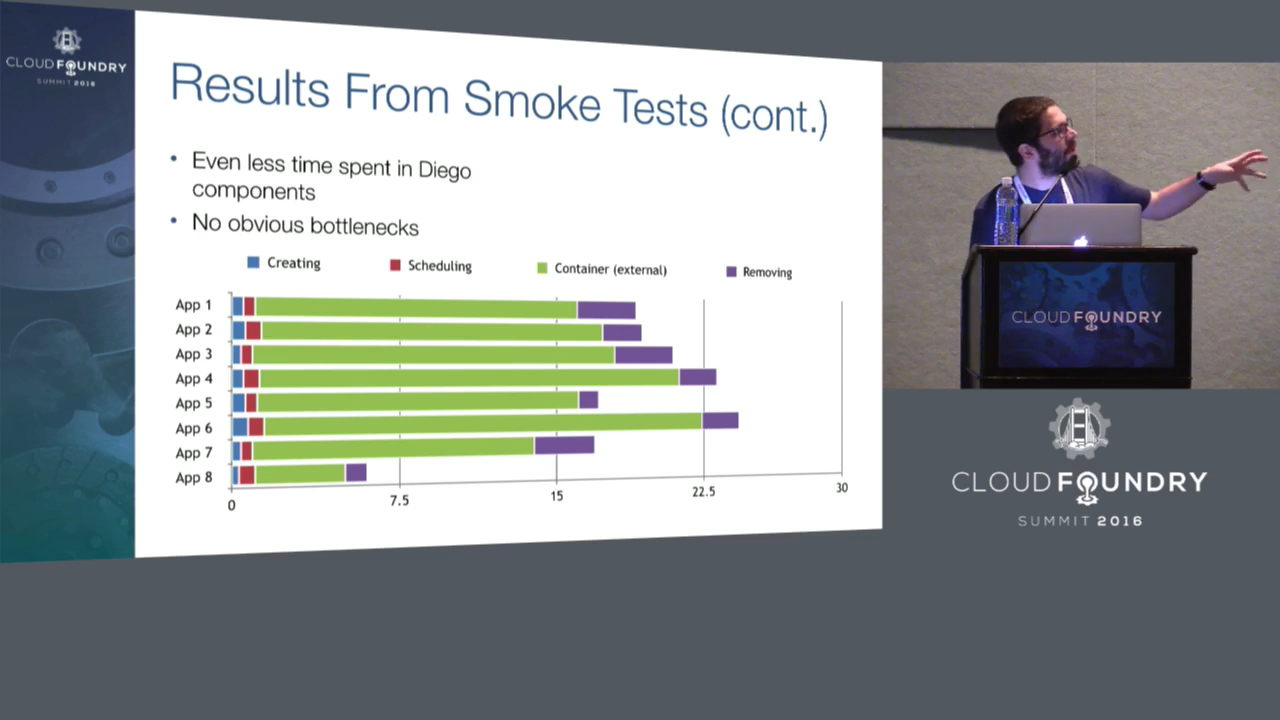 CLOUD FOUNDRY
SUMMIT 2016
Results From Smoke Tests (cont.)
• Even less time spent in Diego
components
• No obvious bottlenecks
Creating Scheduling Container (external) Removing
App 1
App 2
App 3
App 4
App 5
App 6
App 7
App 8
0 7.5 15 22.5 30
CLOUD FOUNDRY
CLOUD FOUNDRY
SUMMIT 2016